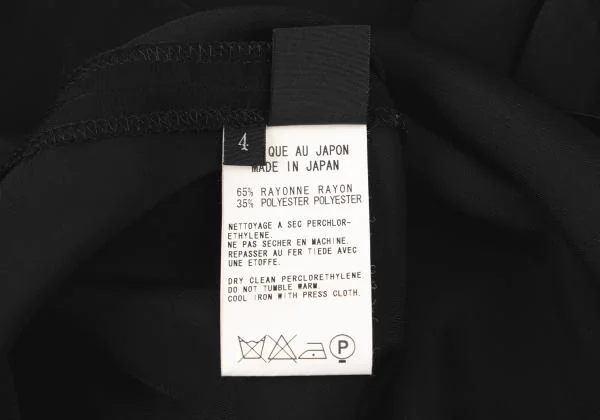 4
QUE AU JAPON
MADE IN JAPAN
65% RAYONNE RAYON
35% POLYESTER POLYESTER
NETTOYAGE A SEC PERCHLOR-
ETHYLENE.
NE PAS SECHER EN MACHINE.
REPASSER AU FER TIEDE AVEC
UNE ETOFFE.
DRY CLEAN PERCLORETHYLENE
DO NOT TUMBLE WARM.
COOL IRON WITH PRESS CLOTH.
P